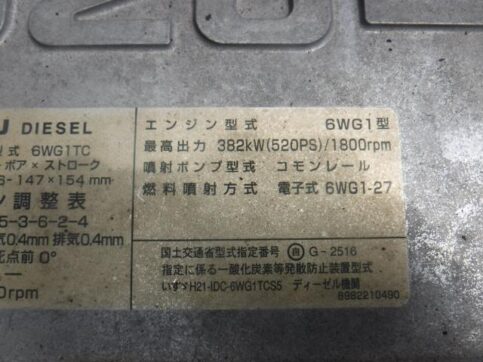 DIESEL
式 6WG1TC
ボア × ストローク
6-147×154mm
ン調整表
5-3-6-2-4
気0.4mm 排気0.4mm
死点前 0°
0rpm
エンジン型式 6WG1型
最高出力 382kW(520PS)/1800rpm
噴射ポンプ型式 コモンレール
燃料噴射方式 電子式 6WG1-27
国土交通省型式指定番号 G-2516
指定に係る一酸化炭素等発散防止装置型式
いすゞH21-IDC-6WG1TCS5 ディーゼル機関
8982210490